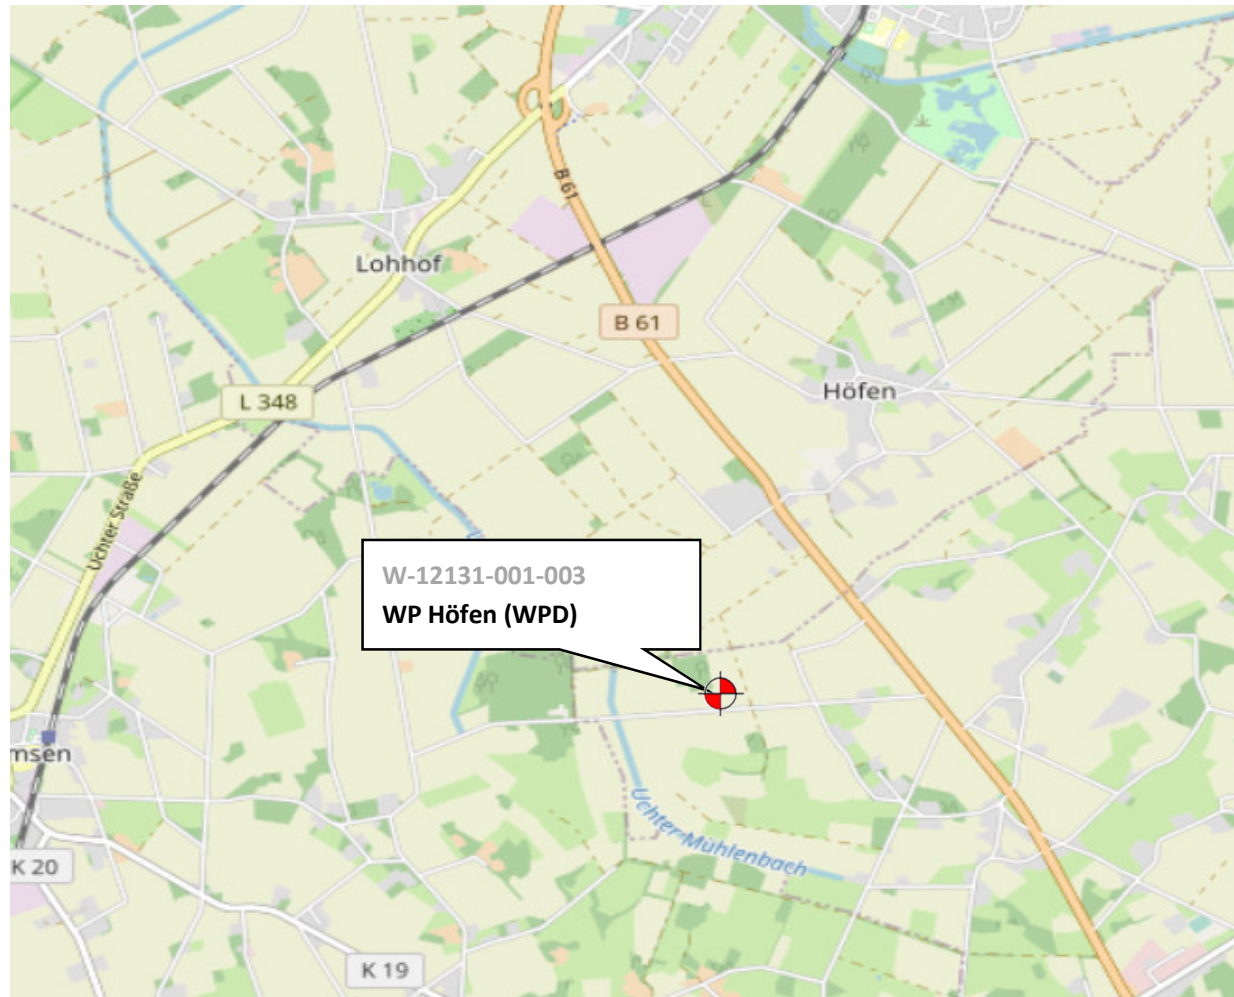 B 61
Lohhof
B 61
Höfen
L 348
Uchter Straße
W-12131-001-003
WP Höfen (WPD)
msen
Uchter-Mühlenbach
K 20
K 19